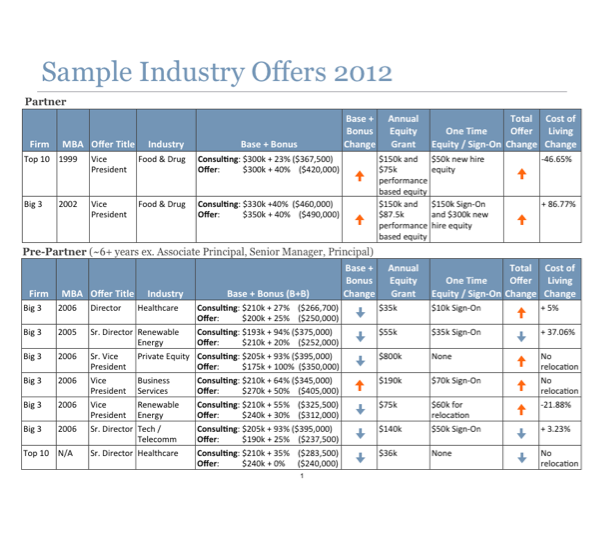 Sample Industry Offers 2012
Partner
Firm MBA Offer Title Industry Base + Bonus Base + Bonus Change Annual Equity Grant One Time Equity / Sign-On Total Offer Change Cost of Living Change
Top 10 1999 Vice President Food & Drug Consulting: $300k + 23% ($367,500) $150k and $75k performance based equity $50k new hire equity -46.65%
Offer: $300k + 40% ($420,000)
Big 3 2002 Vice President Food & Drug Consulting: $330k +40% ($460,000) $150k and $87.5k performance based equity $150k Sign-On and $300k new hire equity + 86.77%
Offer: $350k + 40% ($490,000)
Pre-Partner (~6+ years ex. Associate Principal, Senior Manager, Principal)
Firm MBA Offer Title Industry Base + Bonus (B+B) Base + Bonus Change Annual Equity Grant One Time Equity / Sign-On Total Offer Change Cost of Living Change
Big 3 2006 Director Healthcare Consulting: $210k + 27% ($266,700) $35k $10k Sign-On + 5%
Offer: $200k + 25% ($250,000)
Big 3 2005 Sr. Director Renewable Energy Consulting: $193k + 94% ($375,000) $55k $35k Sign-On + 37.06%
Offer: $210k + 20% ($252,000)
Big 3 2006 Sr. Vice President Private Equity Consulting: $205k + 93% ($395,000) $800k None No relocation
Offer: $175k + 100% ($350,000)
Big 3 2006 Vice President Business Services Consulting: $210k + 64% ($345,000) $190k $70k Sign-On No relocation
Offer: $270k + 50% ($405,000)
Big 3 2006 Vice President Renewable Energy Consulting: $210k + 55% ($325,500) $75k $60k for relocation -21.88%
Offer: $240k + 30% ($312,000)
Big 3 2006 Sr. Director Tech / Telecomm Consulting: $205k + 93% ($395,000) $140k $50k Sign-On + 3.23%
Offer: $190k + 25% ($237,500)
Top 10 N/A Sr. Director Healthcare Consulting: $210k + 35% ($283,500) $36k None No relocation
Offer: $240k + 0% ($240,000)
1